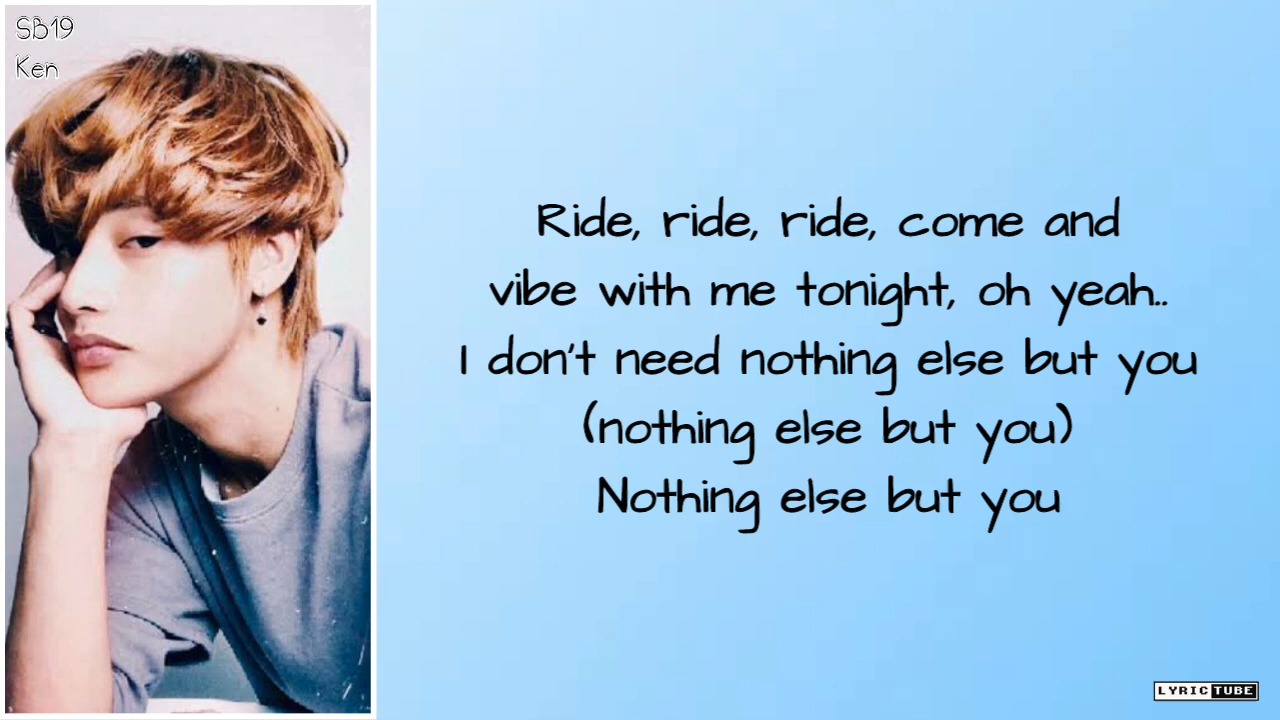 SB19
Ken
Ride, ride, ride, come and
vibe with me tonight, oh yeah..
I don't need nothing else but you
(nothing else but you)
Nothing else but you
LYRIC TUBE